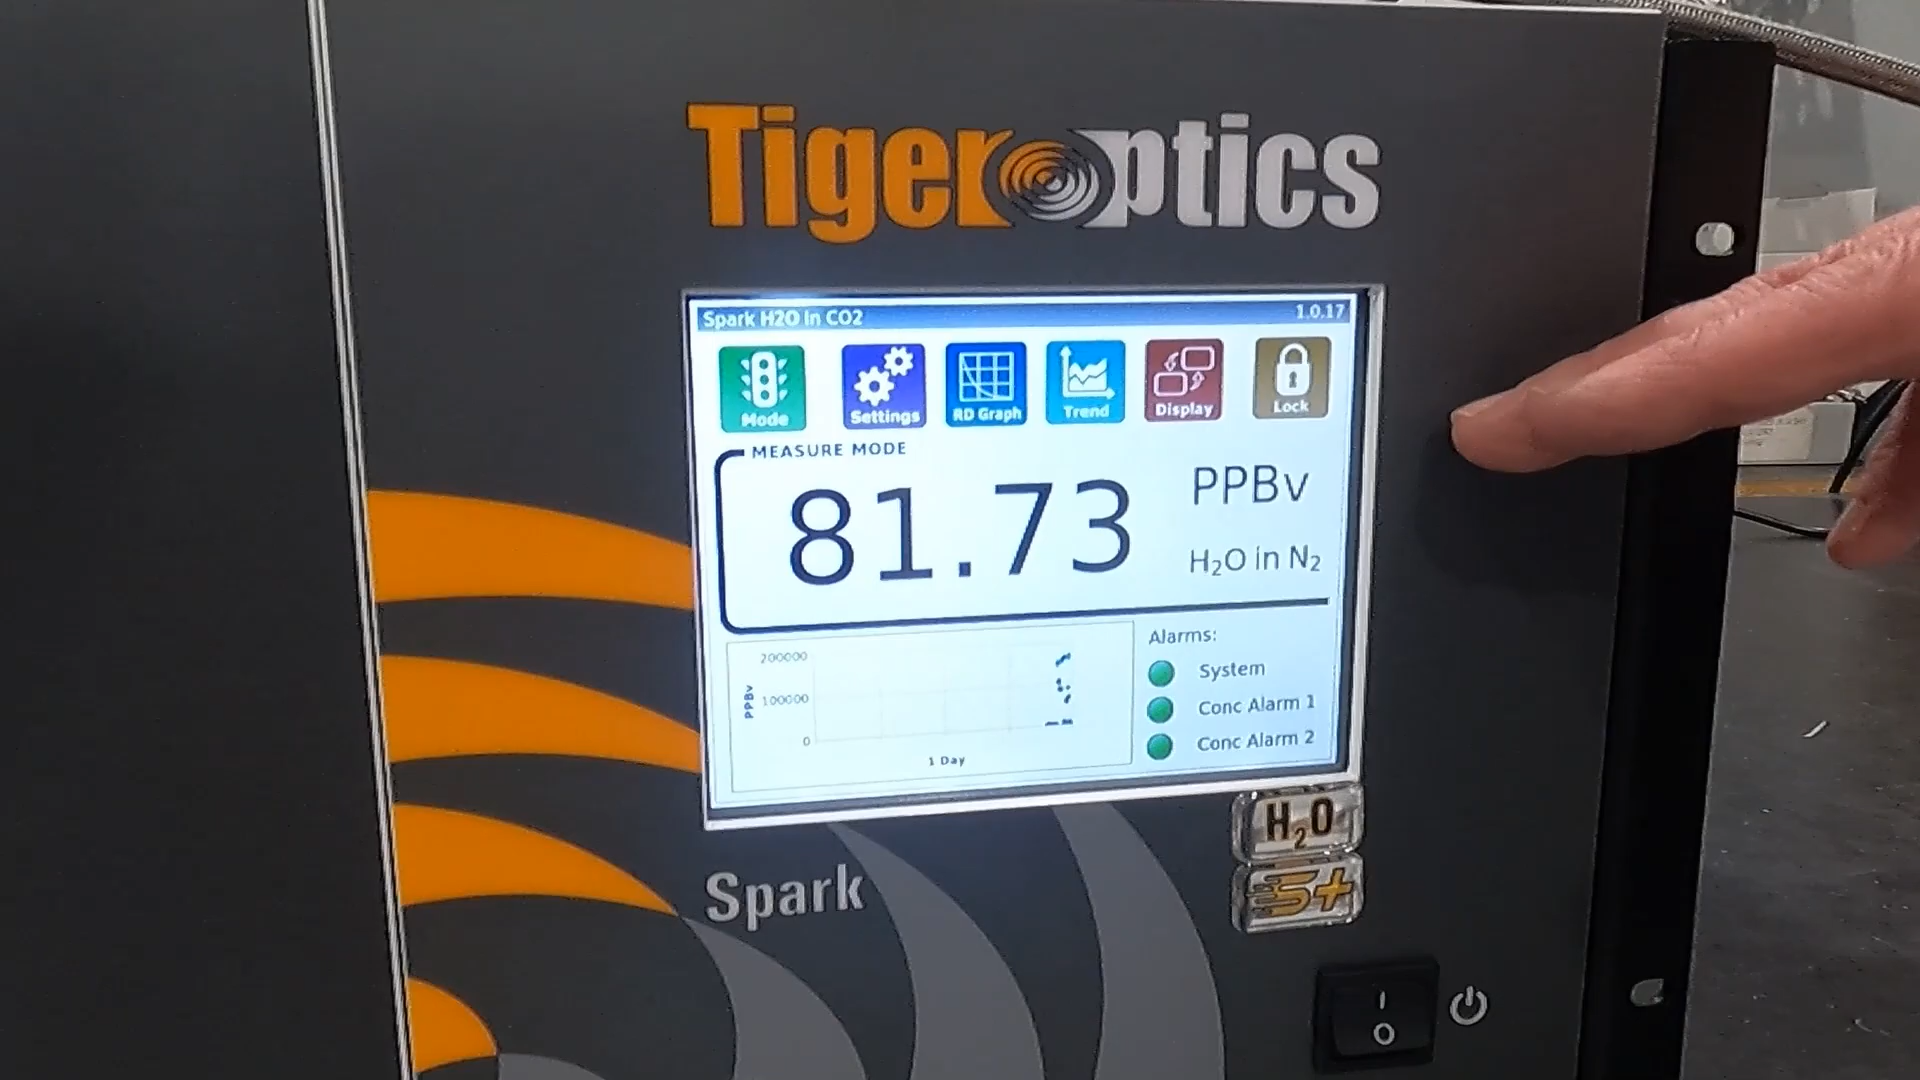 Tigeroptics
Spark H2O in CO2
1.0.17
Mode
Settings
RD Graph
Trend
Display
Lock
MEASURE MODE
81.73
PPBv
H₂O in N₂
200000
100000
0
PPBv
1 Day
Alarms:
System
Conc Alarm 1
Conc Alarm 2
H₂O
S+
Spark
I
O